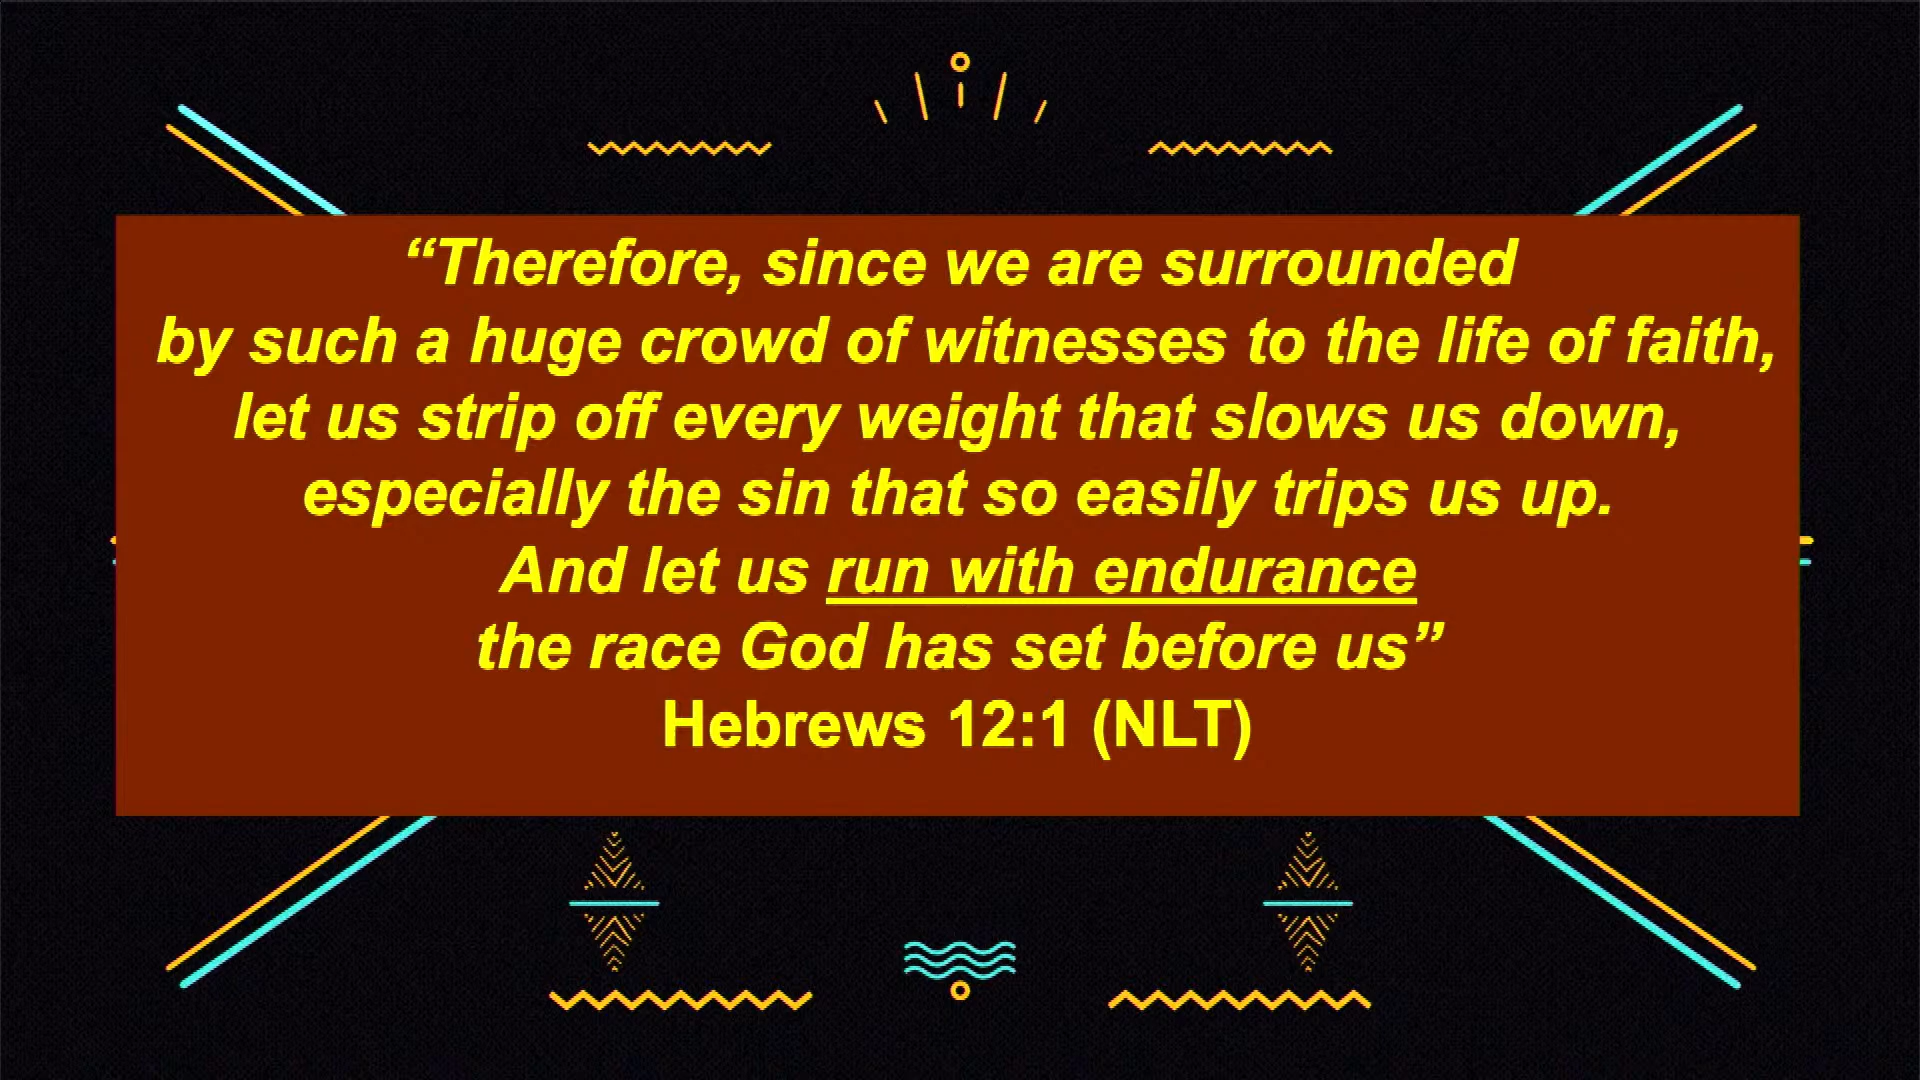 “Therefore, since we are surrounded
by such a huge crowd of witnesses to the life of faith,
let us strip off every weight that slows us down,
especially the sin that so easily trips us up.
And let us run with endurance
the race God has set before us”
Hebrews 12:1 (NLT)